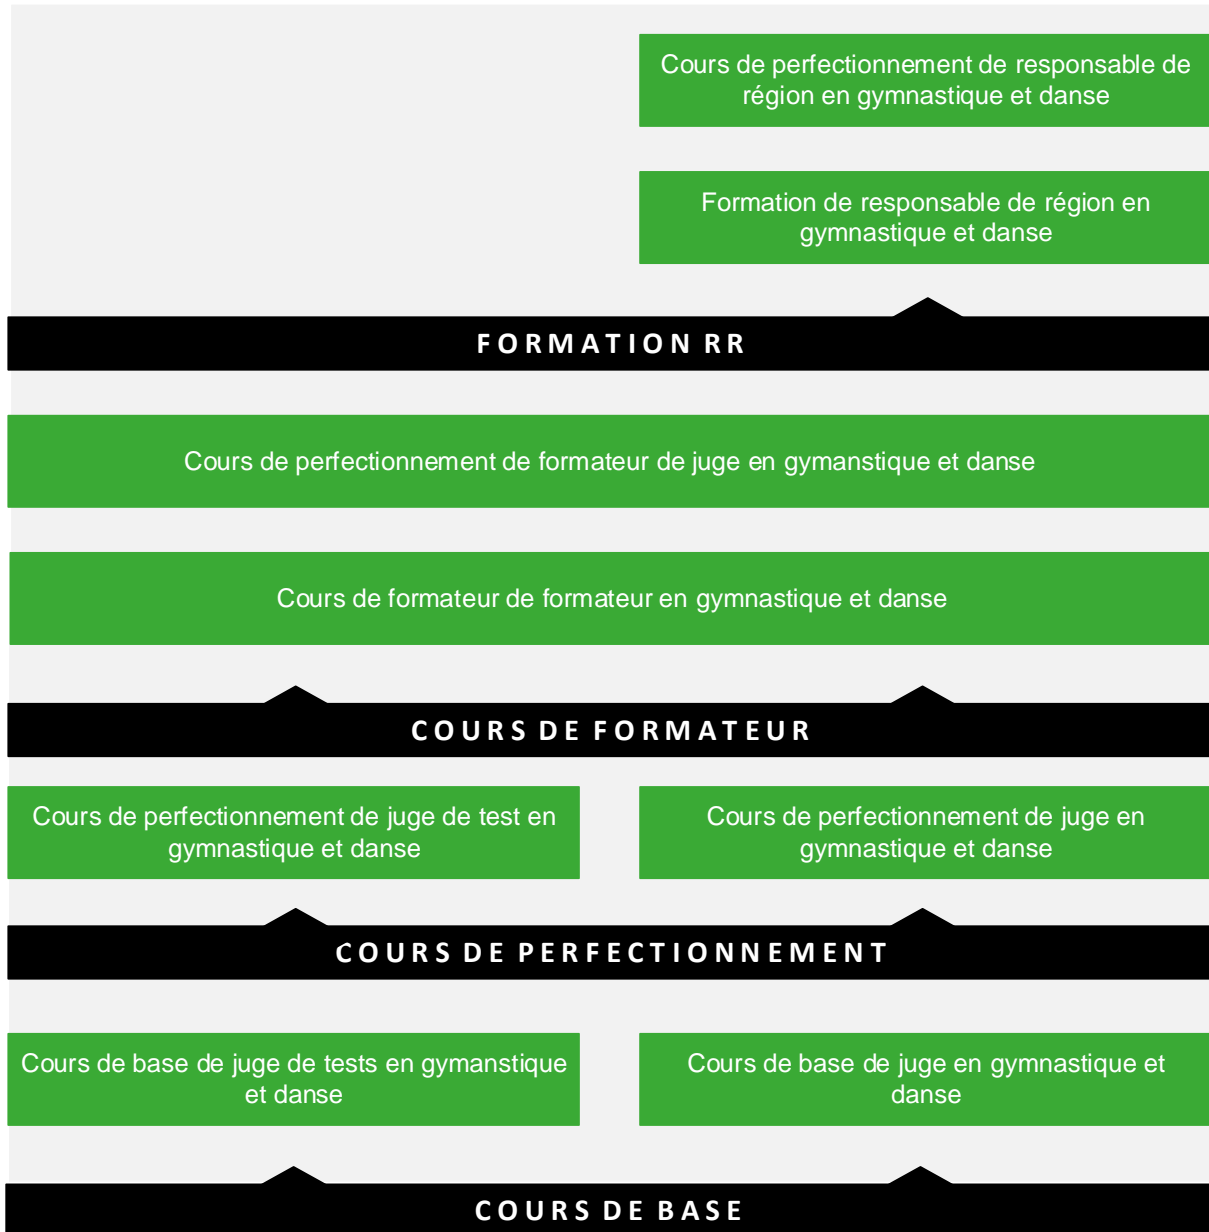 Cours de perfectionnement de responsable de
région en gymnastique et danse
Formation de responsable de région en
gymnastique et danse
FORMATION RR
Cours de perfectionnement de formateur de juge en gymanstique et danse
Cours de formateur de formateur en gymnastique et danse
COURS DE FORMATEUR
Cours de perfectionnement de juge de test en
gymnastique et danse
Cours de perfectionnement de juge en
gymnastique et danse
COURS DE PERFECTIONNEMENT
Cours de base de juge de tests en gymanstique
et danse
Cours de base de juge en gymnastique et
danse
COURS DE BASE